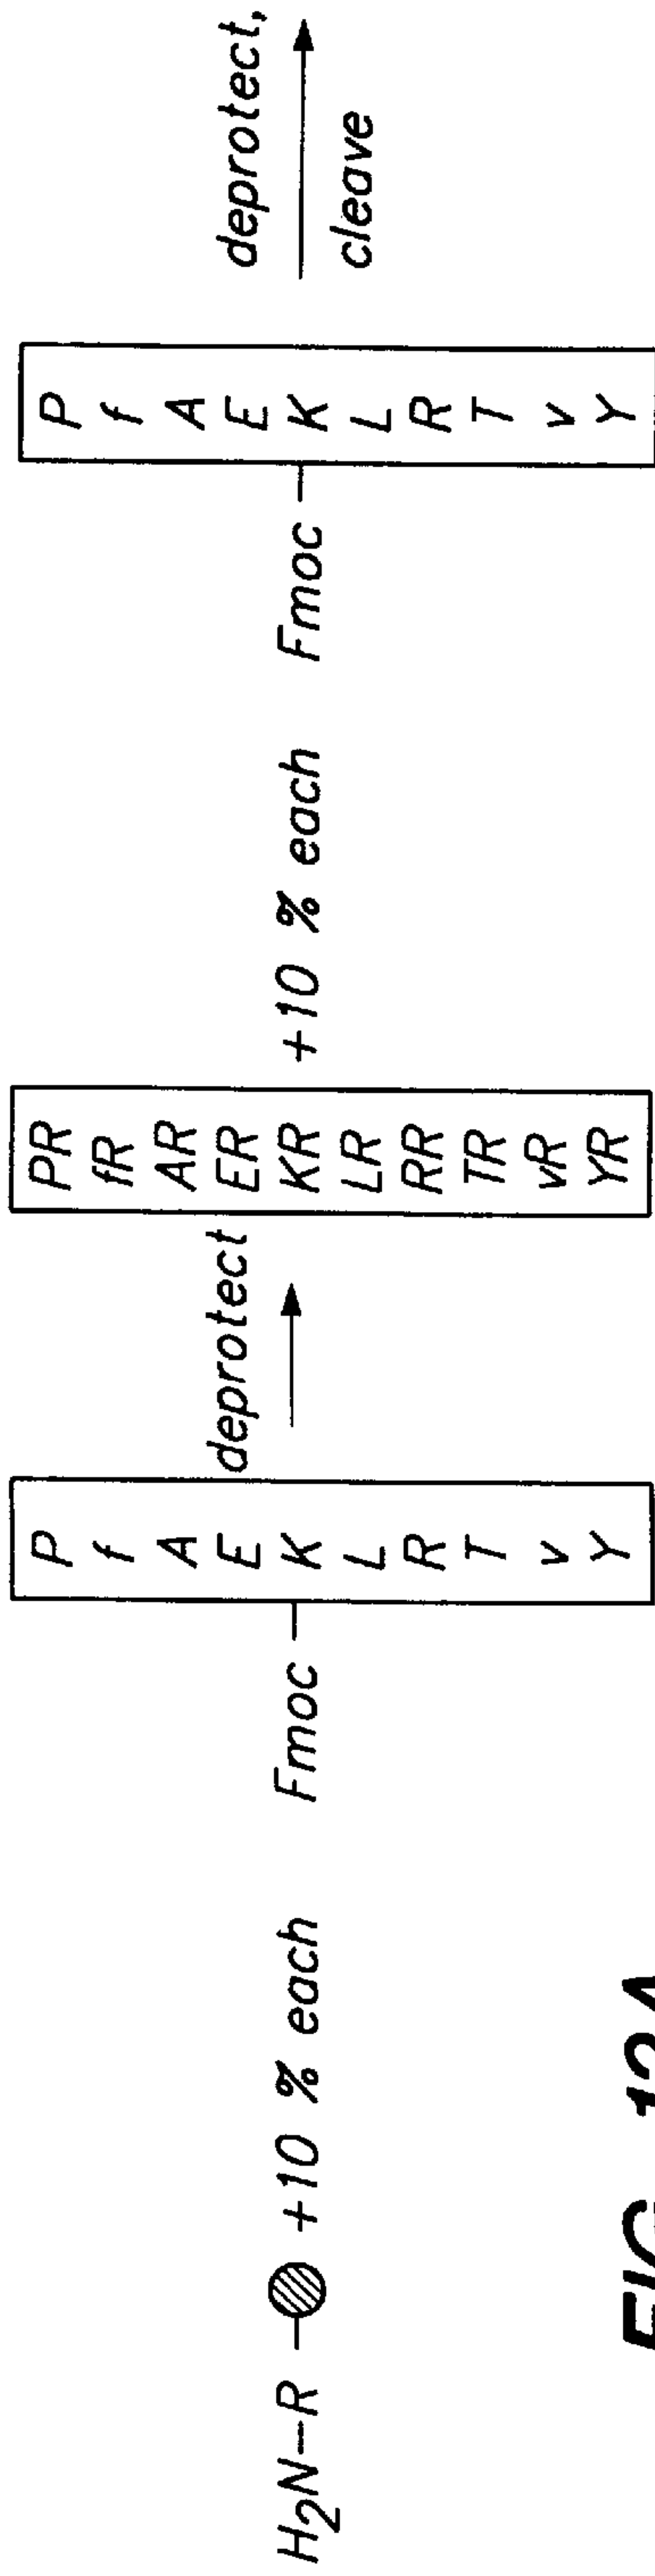 H2N-R — +10 % each Fmoc —
P
f
A
E
K
L
R
T
v
Y
deprotect
PR
fR
AR
ER
KR
LR
RR
TR
vR
YR
+10 % each Fmoc —
P
f
A
E
K
L
R
T
v
Y
deprotect,
cleave